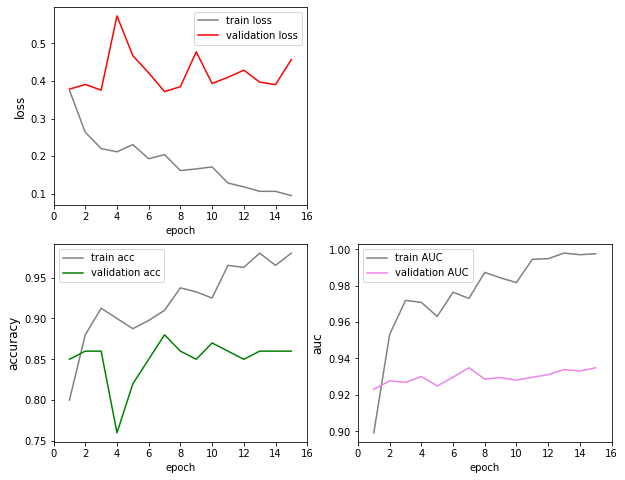 train loss
validation loss
0.5
0.4
0.3
0.2
0.1
loss
0 2 4 6 8 10 12 14 16
epoch
train acc
validation acc
0.95
0.90
0.85
0.80
0.75
accuracy
0 2 4 6 8 10 12 14 16
epoch
train AUC
validation AUC
1.00
0.98
0.96
0.94
0.92
0.90
auc
0 2 4 6 8 10 12 14 16
epoch